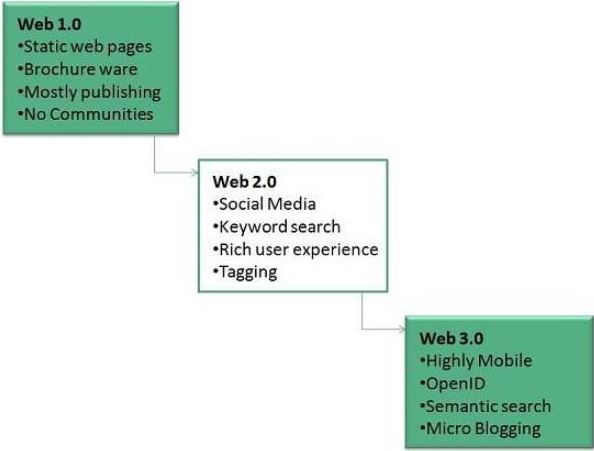 Web 1.0
•Static web pages
•Brochure ware
•Mostly publishing
•No Communities
Web 2.0
•Social Media
•Keyword search
•Rich user experience
•Tagging
Web 3.0
•Highly Mobile
•OpenID
•Semantic search
•Micro Blogging